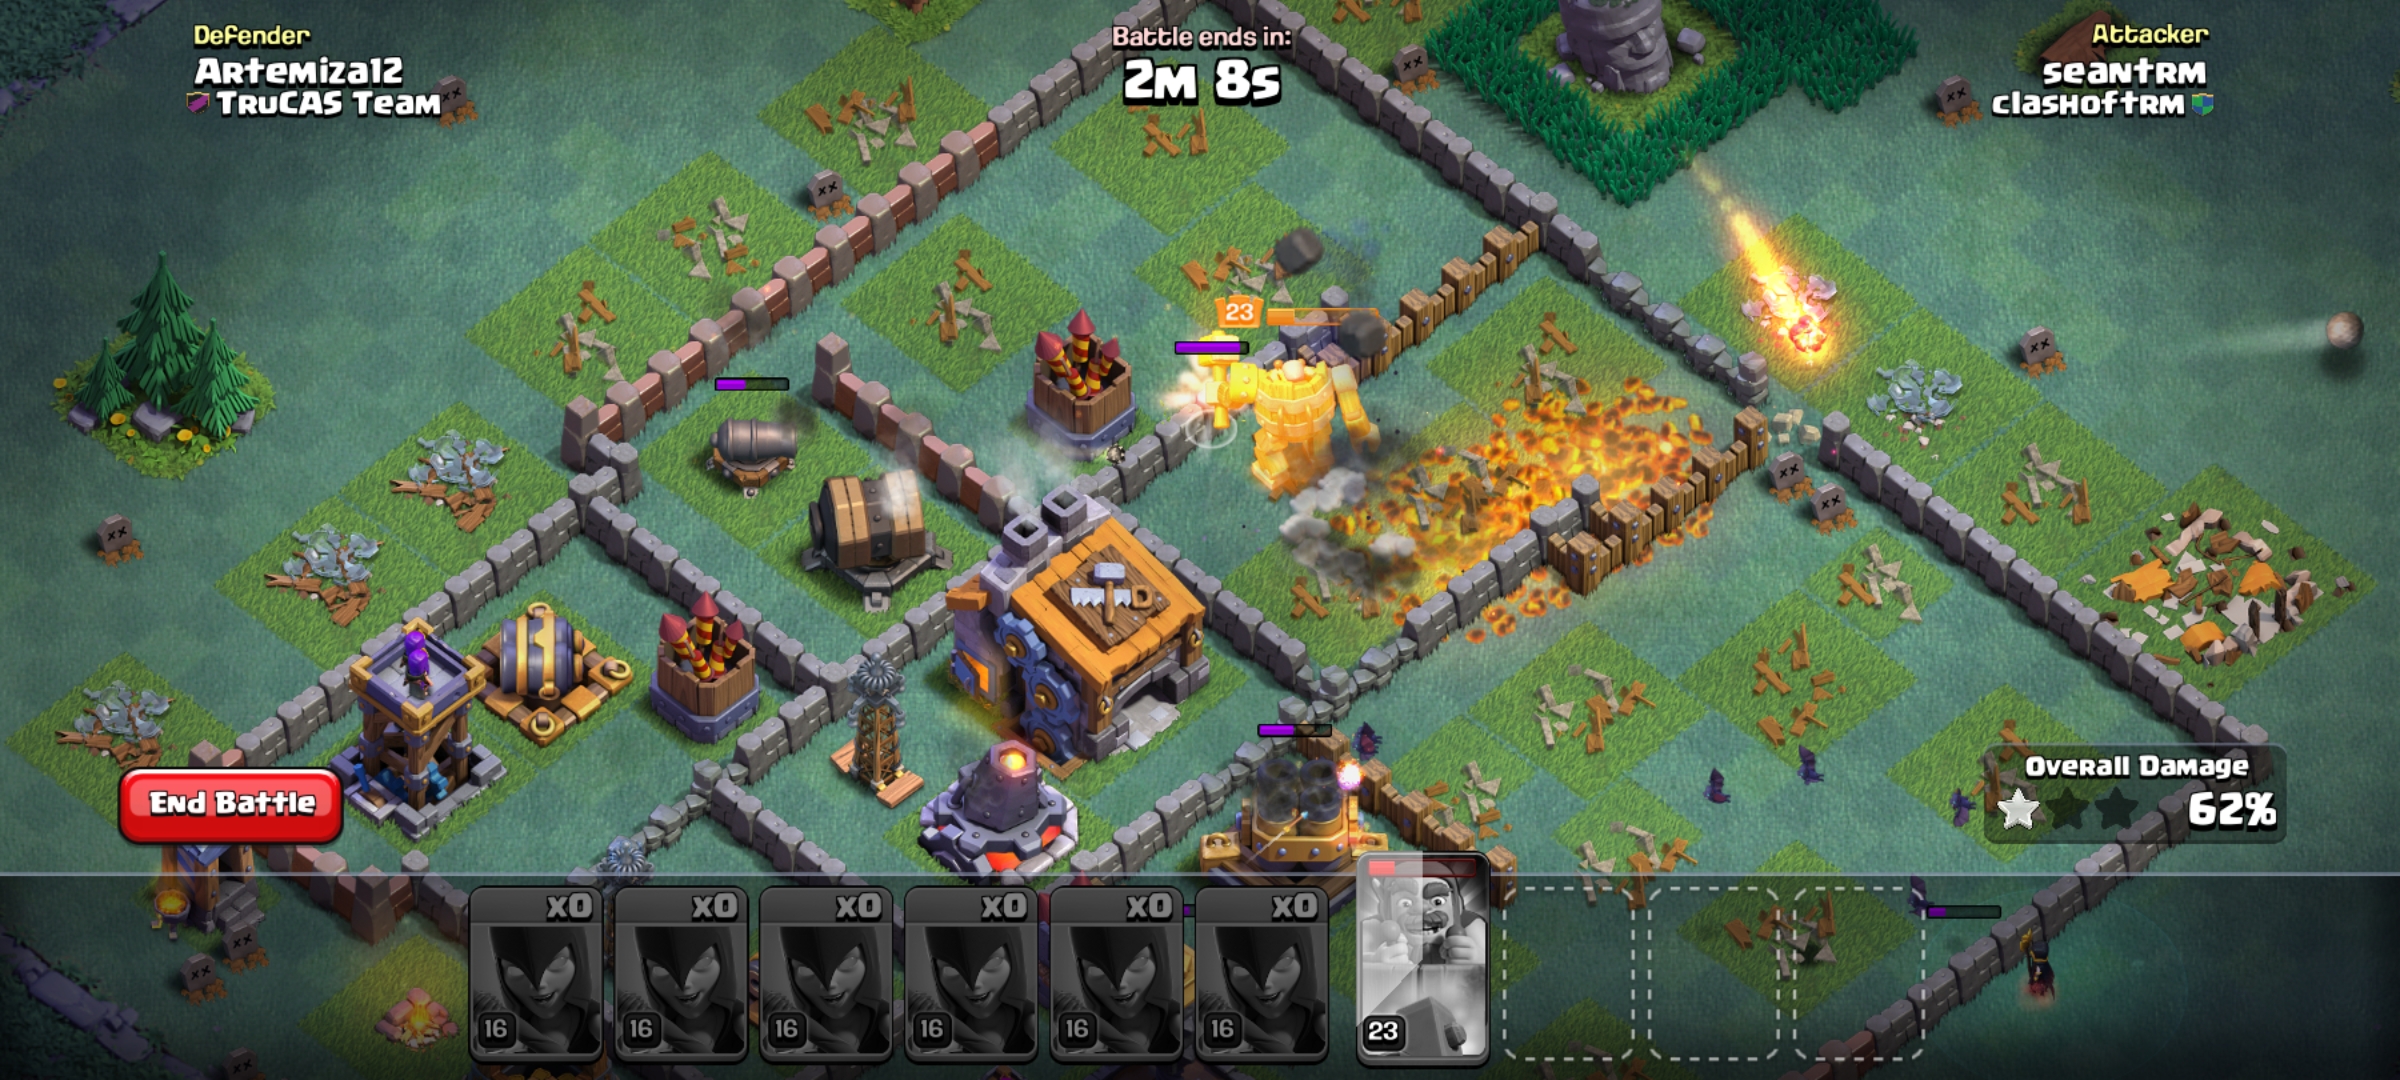 Defender
Artemiza12
TruCAS Team
Battle ends in:
2M 8s
Attacker
seantrm
clashoftrm
23
End Battle
Overall Damage
62%
x0
x0
x0
x0
x0
x0
16
16
16
16
16
16
23